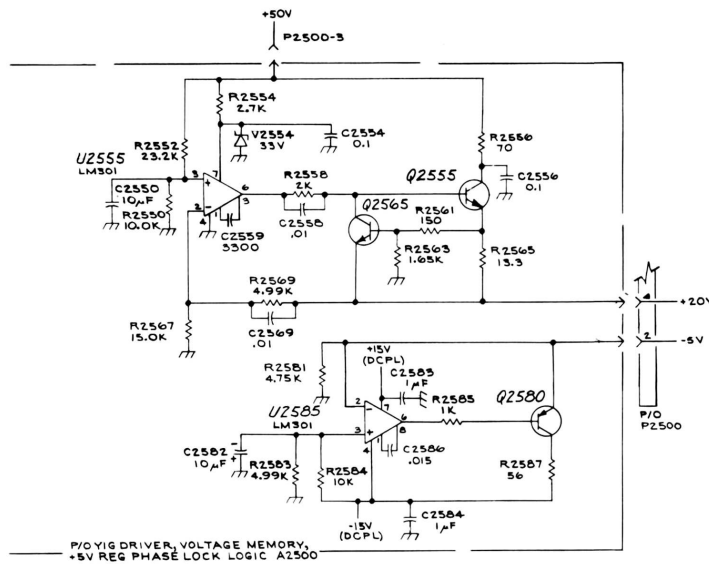 +50V
P2500-3
R2554
2.7K
R2552
23.2K
V2554
33V
C2554
0.1
R2556
70
U2555
LM301
C2550
10µF
R2550
10.0K
3
+
7
6
2
-
4
1
3
R2558
2K
C2558
.01
C2559
3300
Q2555
C2556
0.1
Q2565
R2561
150
R2563
1.65K
R2565
13.3
R2569
4.99K
C2569
.01
R2567
15.0K
4
+20V
2
-5V
P/O
P2500
R2581
4.75K
+15V
(DCPL)
C2583
1µF
R2585
1K
Q2580
U2585
LM301
2
-
7
6
3
+
8
4
1
C2586
.015
C2582
10µF
-
+
R2583
4.99K
R2584
10K
R2587
56
-15V
(DCPL)
C2584
1µF
P/O YIG DRIVER, VOLTAGE MEMORY,
+5V REG PHASE LOCK LOGIC A2500